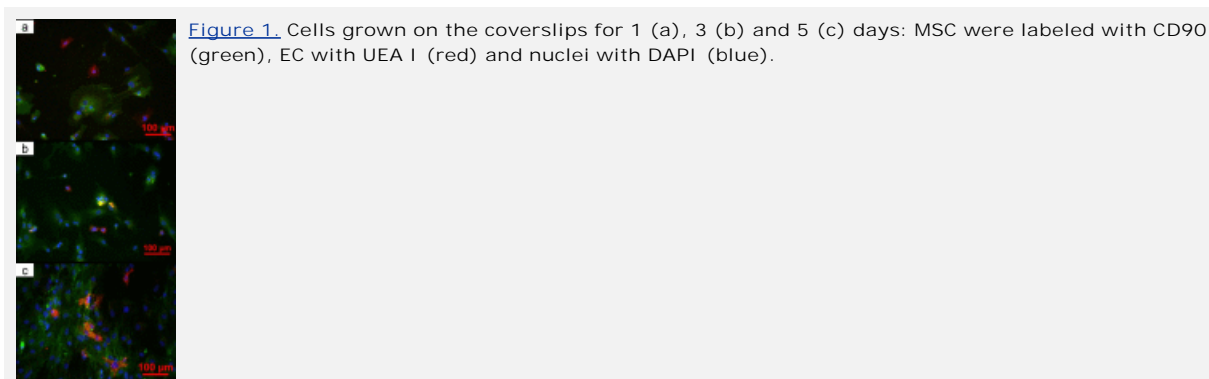 a
Figure 1. Cells grown on the coverslips for 1 (a), 3 (b) and 5 (c) days: MSC were labeled with CD90
(green), EC with UEA I (red) and nuclei with DAPI (blue).
100 µm
b
100 µm
c
100 µm